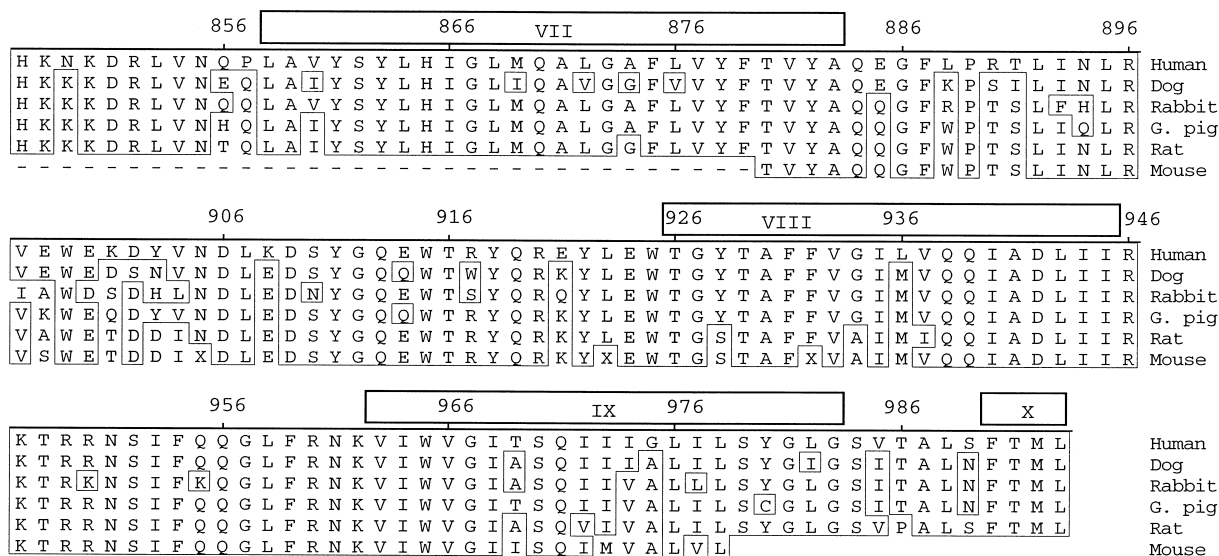 856 VII 866 876 886 896
H K N K D R L V N Q P L A V Y S Y L H I G L M Q A L G A F L V Y F T V Y A Q E G F L P R T L I N L R Human
H K K K D R L V N E Q L A I Y S Y L H I G L I Q A V G G F V V Y F T V Y A Q E G F K P S I L I N L R Dog
H K K K D R L V N Q Q L A V Y S Y L H I G L M Q A L G A F L V Y F T V Y A Q Q G F R P T S L F H L R Rabbit
H K K K D R L V N H Q L A I Y S Y L H I G L M Q A L G A F L V Y F T V Y A Q Q G F W P T S L I Q L R G. pig
H K K K D R L V N T Q L A I Y S Y L H I G L M Q A L G G F L V Y F T V Y A Q Q G F W P T S L I N L R Rat
- - - - - - - - - - - - - - - - - - - - - - - - - - - - - - - - - T V Y A Q Q G F W P T S L I N L R Mouse
906 916 926 VIII 936 946
V E W E K D Y V N D L K D S Y G Q E W T R Y Q R E Y L E W T G Y T A F F V G I L V Q Q I A D L I I R Human
V E W E D S N V N D L E D S Y G Q Q W T W Y Q R K Y L E W T G Y T A F F V G I M V Q Q I A D L I I R Dog
I A W D S D H L N D L E D N Y G Q E W T S Y Q R Q Y L E W T G Y T A F F V G I M V Q Q I A D L I I R Rabbit
V K W E Q D Y V N D L E D S Y G Q Q W T R Y Q R K Y L E W T G Y T A F F V G I M V Q Q I A D L I I R G. pig
V A W E T D D I N D L E D S Y G Q E W T R Y Q R K Y L E W T G S T A F F V A I M I Q Q I A D L I I R Rat
V S W E T D D I X D L E D S Y G Q E W T R Y Q R K Y X E W T G S T A F X V A I M V Q Q I A D L I I R Mouse
956 966 IX 976 986 X
K T R R N S I F Q Q G L F R N K V I W V G I T S Q I I I G L I L S Y G L G S V T A L S F T M L Human
K T R R N S I F Q Q G L F R N K V I W V G I A S Q I I I A L I L S Y G I G S I T A L N F T M L Dog
K T R K N S I F K Q G L F R N K V I W V G I A S Q I I V A L L L S Y G L G S I T A L N F T M L Rabbit
K T R R N S I F Q Q G L F R N K V I W V G I T S Q I I V A L I L S C G L G S I T A L N F T M L G. pig
K T R R N S I F Q Q G L F R N K V I W V G I A S Q V I V A L I L S Y G L G S V P A L S F T M L Rat
K T R R N S I F Q Q G L F R N K V I W V G I I S Q I M V A L V L Mouse